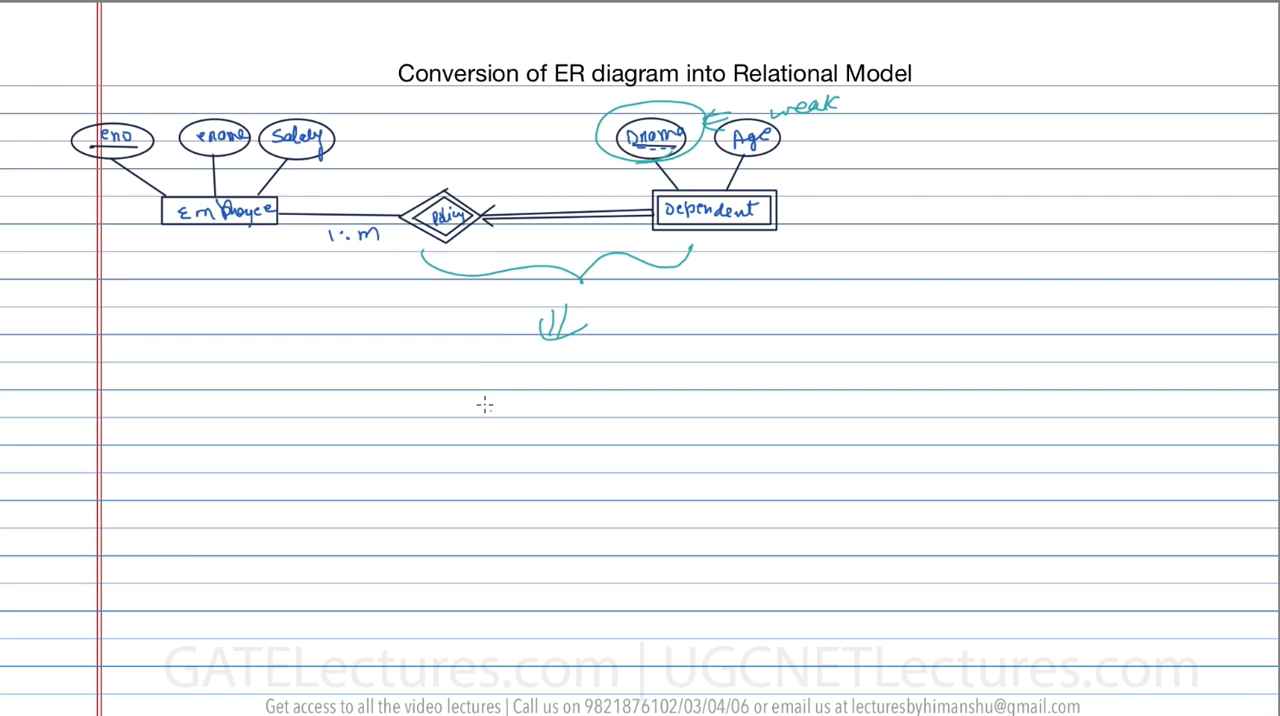 Conversion of ER diagram into Relational Model
weak
eno ename Salary Dname Age
Employee Policy Dependent
1:m
GATELectures.com | UGCNETLectures.com
Get access to all the video lectures | Call us on 9821876102/03/04/06 or email us at lecturesbyhimanshu@gmail.com